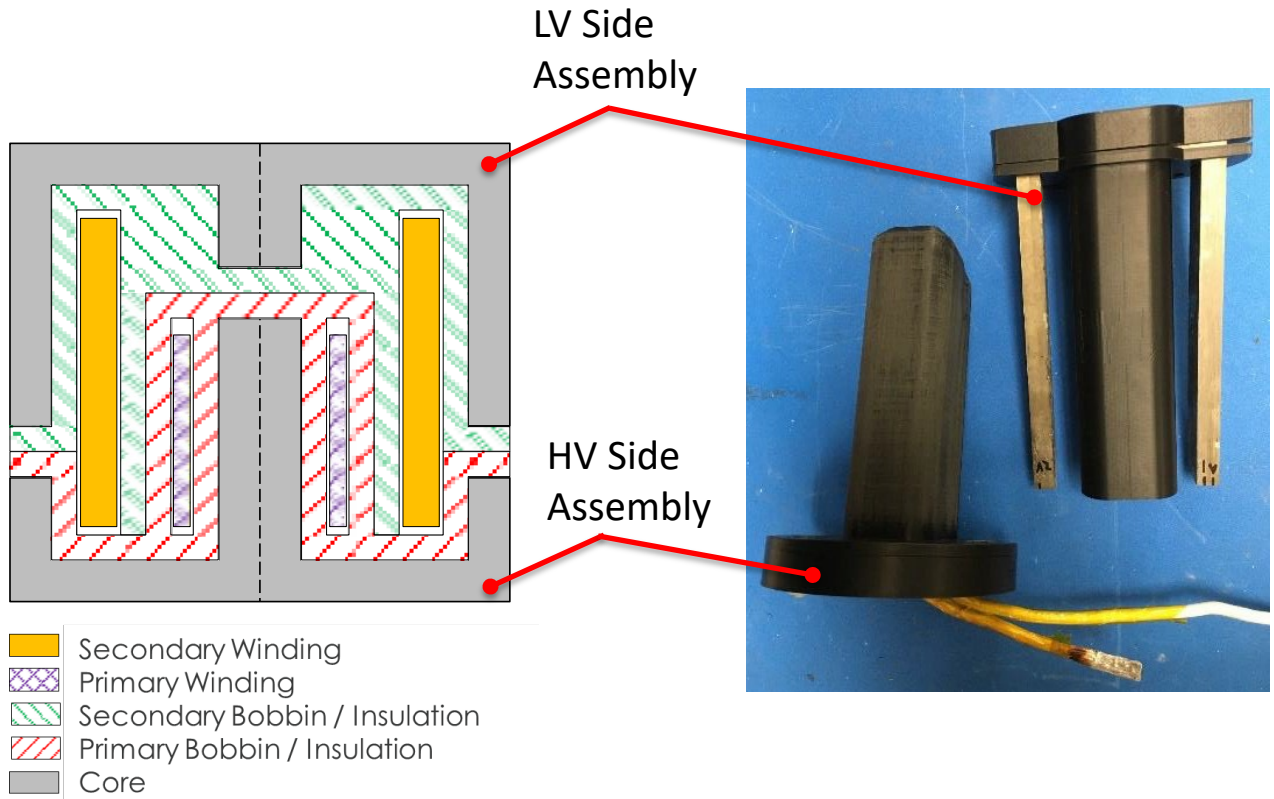 LV Side
Assembly
HV Side
Assembly
Secondary Winding
Primary Winding
Secondary Bobbin / Insulation
Primary Bobbin / Insulation
Core